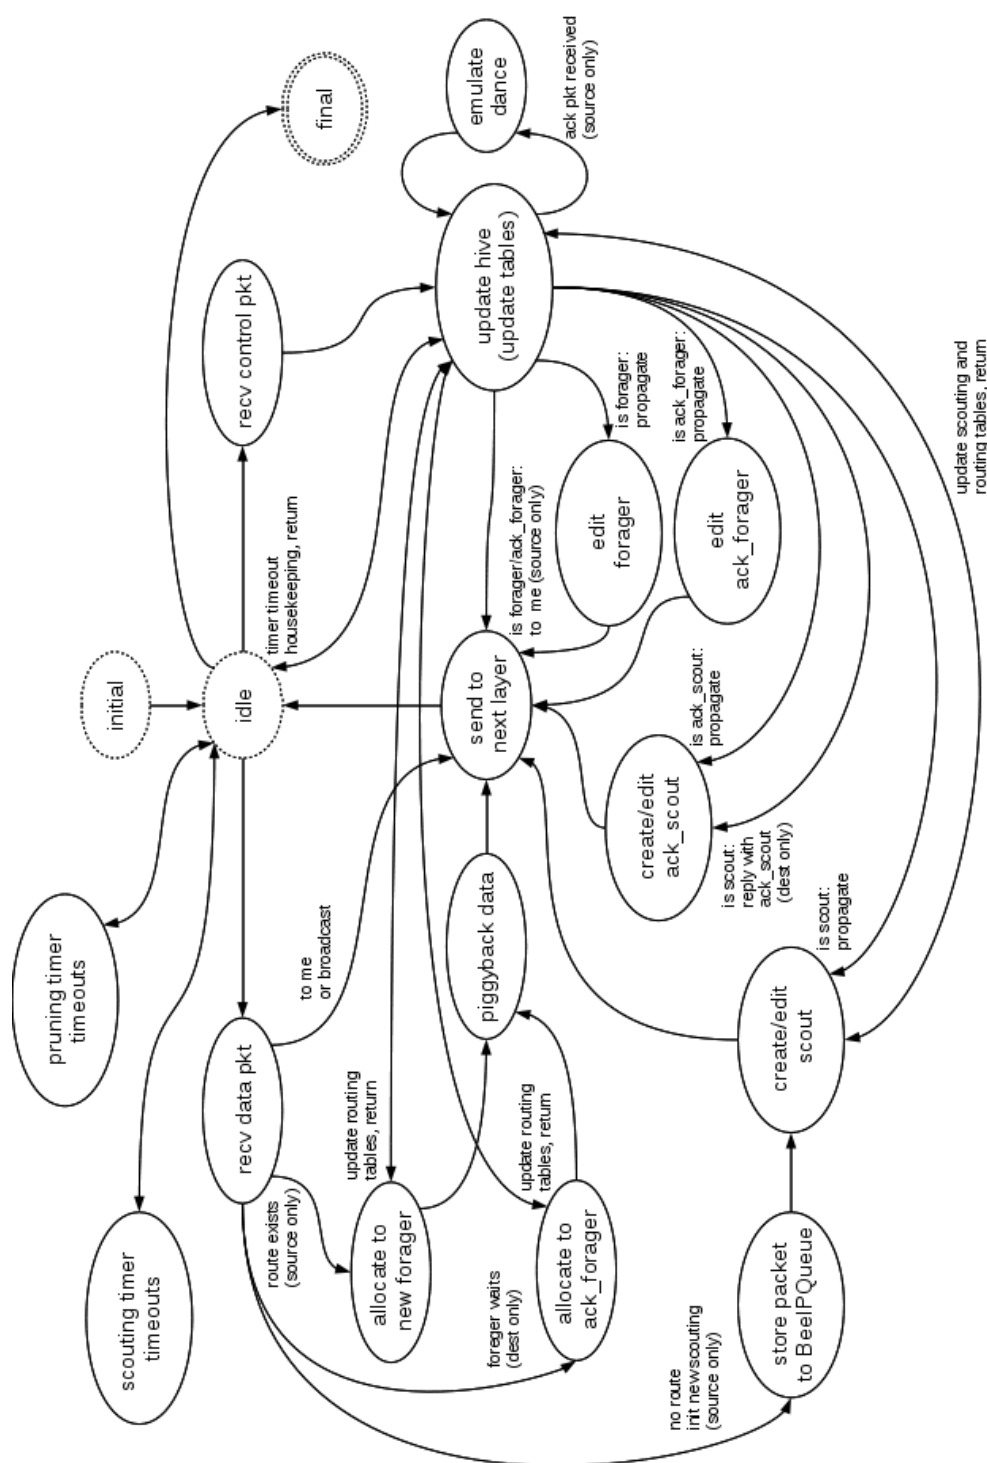 scouting timer
timeouts
pruning timer
timeouts
recv data pkt
idle
initial
recv control pkt
final
route exists
(source only)
to me
or broadcast
timer timeout
housekeeping, return
update routing
tables, return
allocate to
new forager
piggyback data
send to
next layer
update hive
(update tables)
emulate
dance
ack pkt received
(source only)
foreger waits
(dest only)
update routing
tables, return
is forager/ack_forager:
to me (source only)
allocate to
ack_forager
edit
forager
is forager:
propagate
is ack_forager:
propagate
create/edit
ack_scout
is ack_scout:
propagate
edit
ack_forager
no route
init new scouting
(source only)
is scout:
reply with
ack_scout
(dest only)
store packet
to BeeIPQueue
create/edit
scout
is scout:
propagate
update scouting and
routing tables, return